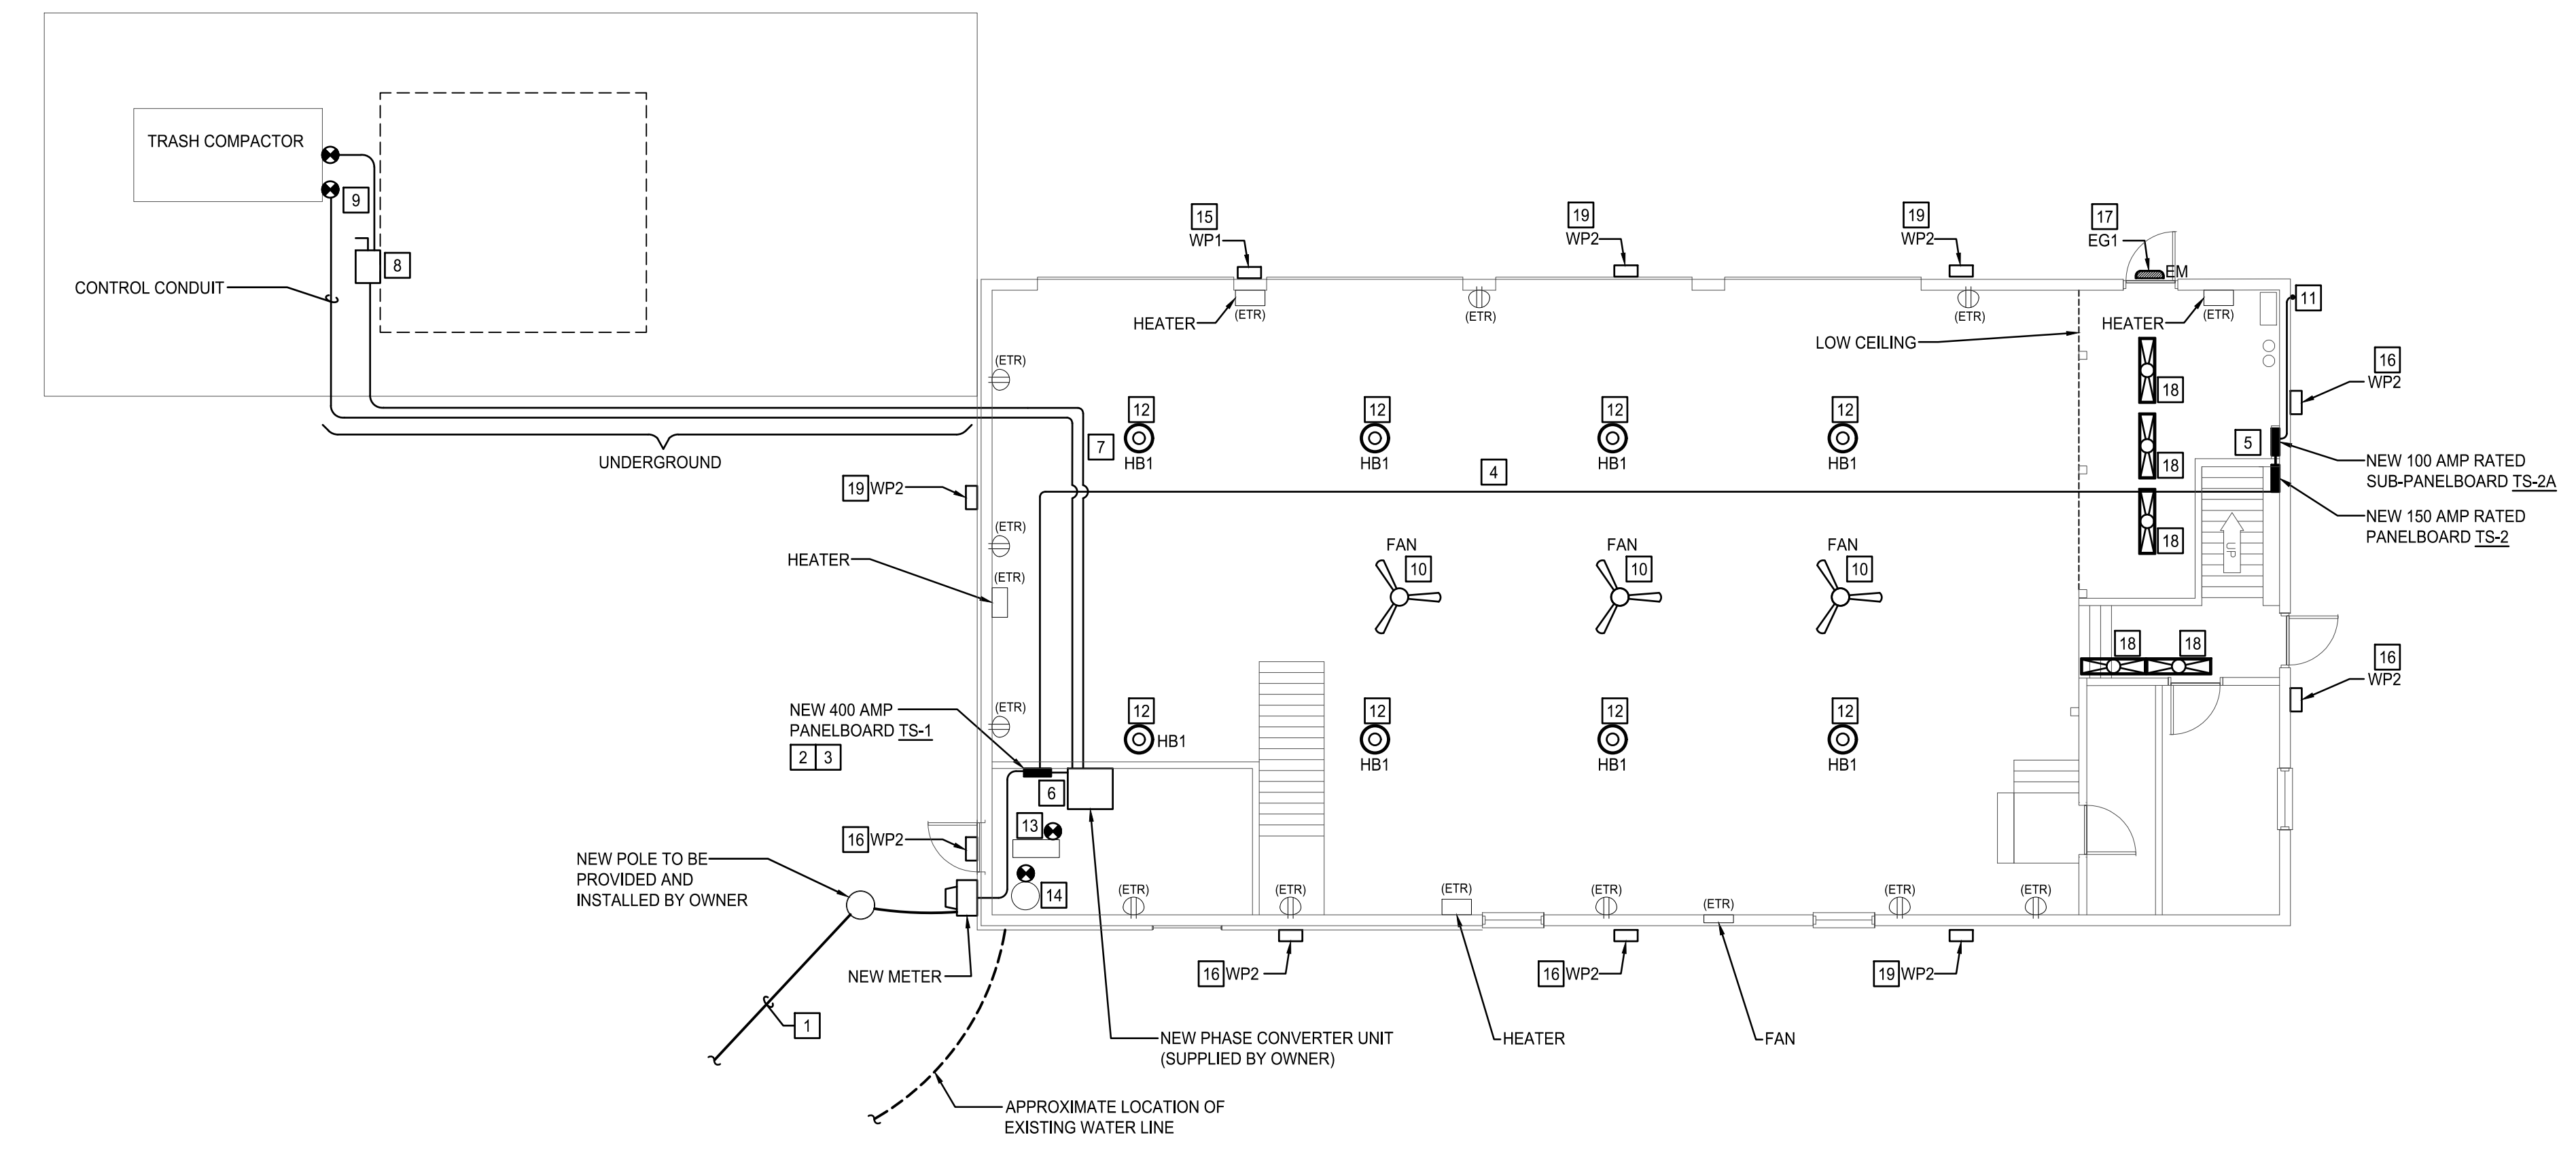 TRASH COMPACTOR
9
8
CONTROL CONDUIT
UNDERGROUND
15
WP1
19
WP2
19
WP2
17
EG1
EM
11
HEATER
(ETR)
(ETR)
(ETR)
HEATER
(ETR)
LOW CEILING
(ETR)
16
WP2
18
12
HB1
12
HB1
12
HB1
12
HB1
7
4
18
5
NEW 100 AMP RATED
SUB-PANELBOARD TS-2A
19 WP2
NEW 150 AMP RATED
PANELBOARD TS-2
18
UP
(ETR)
HEATER
(ETR)
FAN
10
FAN
10
FAN
10
18
18
16
WP2
NEW 400 AMP
PANELBOARD TS-1
2 3
(ETR)
12
HB1
12
HB1
12
HB1
12
HB1
6
13
14
16 WP2
NEW POLE TO BE
PROVIDED AND
INSTALLED BY OWNER
(ETR)
(ETR)
(ETR)
(ETR)
(ETR)
(ETR)
(ETR)
NEW METER
16 WP2
16 WP2
19 WP2
1
NEW PHASE CONVERTER UNIT
(SUPPLIED BY OWNER)
HEATER
FAN
APPROXIMATE LOCATION OF
EXISTING WATER LINE